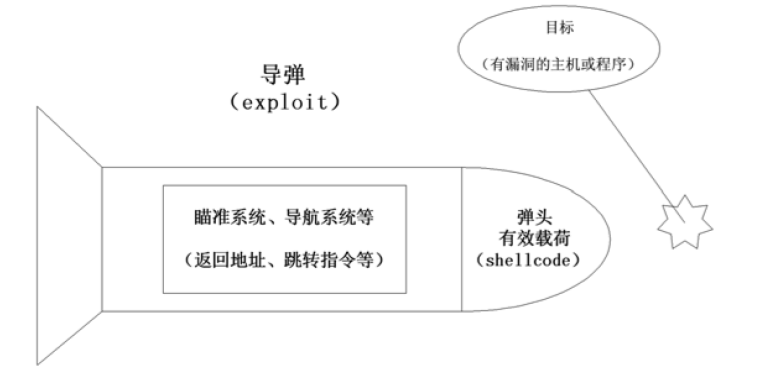 目标
（有漏洞的主机或程序）
导弹
（exploit）
瞄准系统、导航系统等
（返回地址、跳转指令等）
弹头
有效载荷
（shellcode）